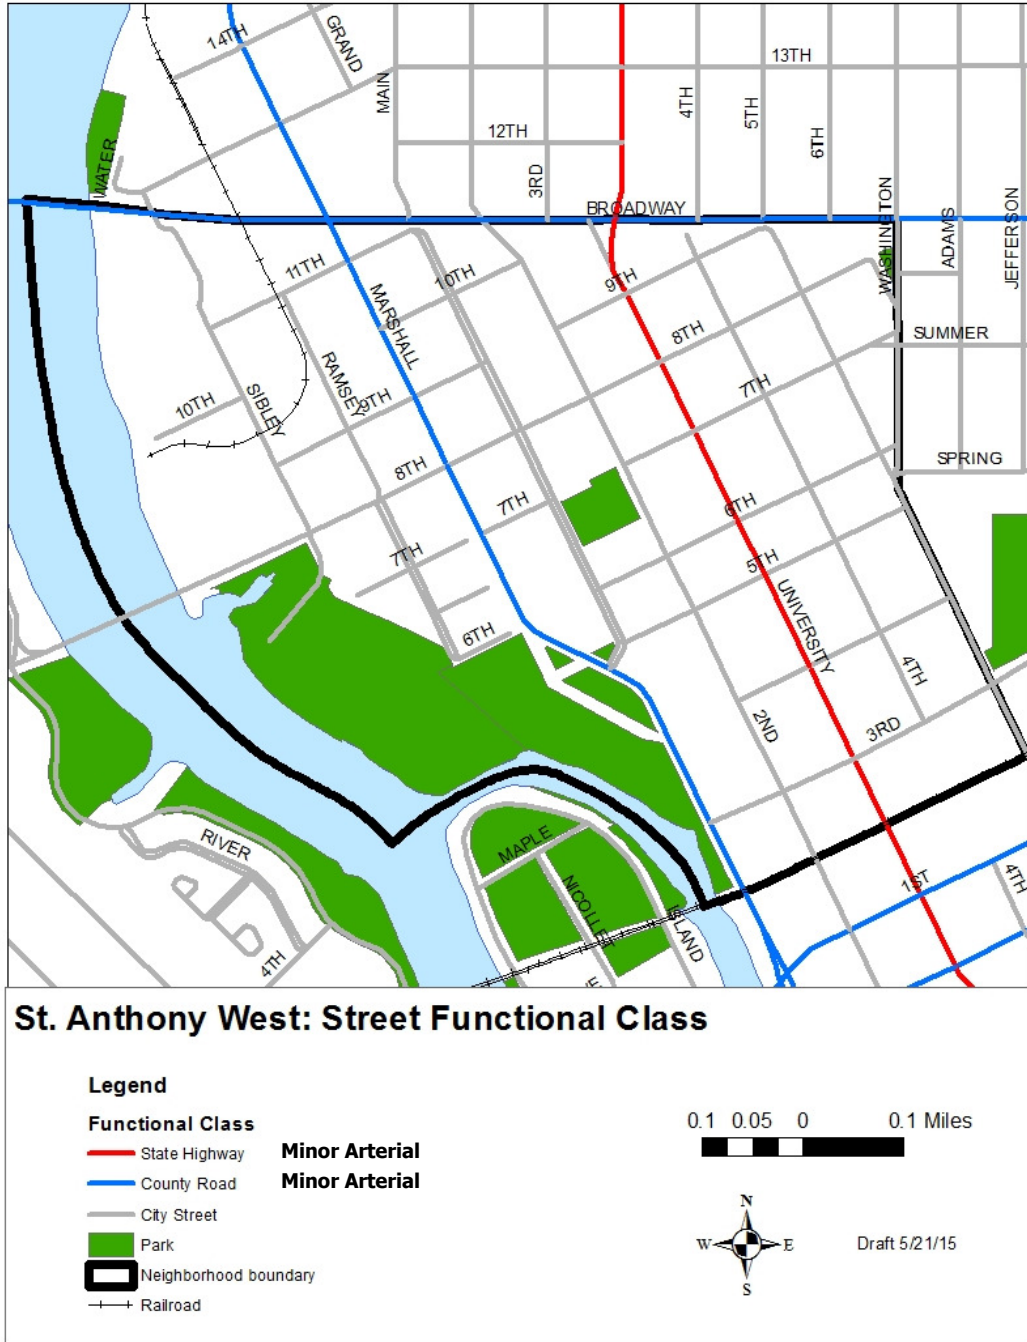 14TH
GRAND
MAIN
13TH
4TH
5TH
6TH
12TH
3RD
WATER
BROADWAY
WASHINGTON
ADAMS
JEFFERSON
11TH
10TH
9TH
MARSHALL
8TH
SUMMER
RAMSEY
9TH
7TH
10TH
SIBLEY
8TH
SPRING
7TH
6TH
7TH
5TH
UNIVERSITY
6TH
4TH
2ND
3RD
RIVER
MAPLE
NICOLLET
ISLAND
1ST
4TH
4TH
St. Anthony West: Street Functional Class
Legend
Functional Class
State Highway Minor Arterial
County Road Minor Arterial
City Street
Park
Neighborhood boundary
Railroad
0.1 0.05 0 0.1 Miles
N
W E
S
Draft 5/21/15